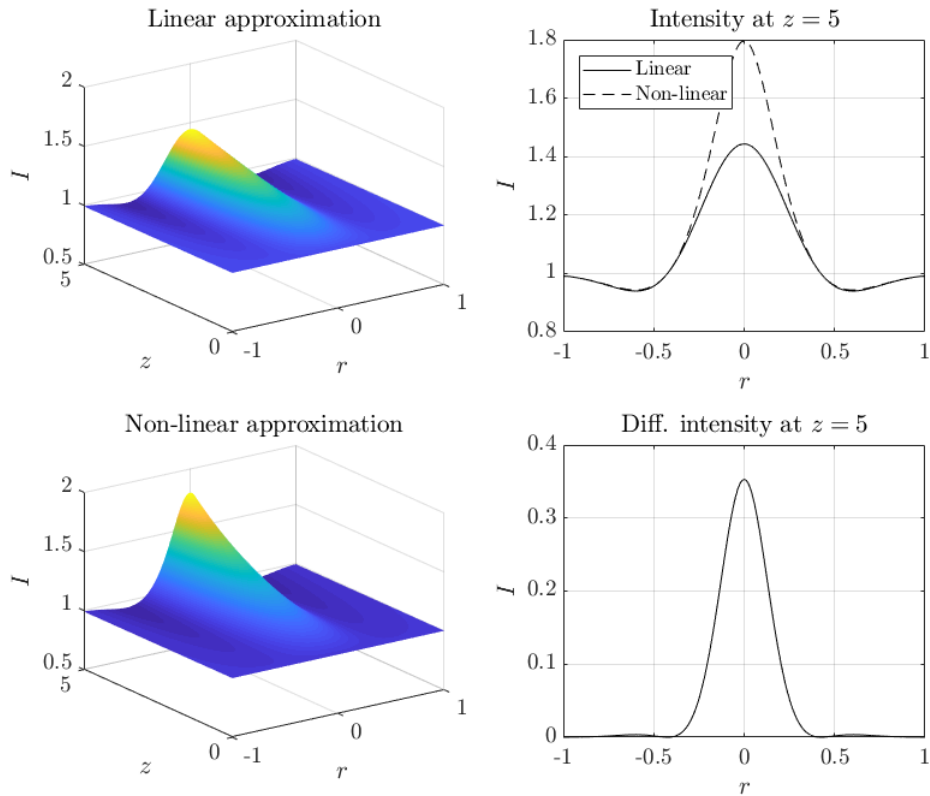 Linear approximation
2
1.5
1
0.5
I
5
0
z
-1
0
1
r
Intensity at z = 5
Linear
Non-linear
1.8
1.6
1.4
1.2
1
0.8
I
-1
-0.5
0
0.5
1
r
Non-linear approximation
2
1.5
1
0.5
I
5
0
z
-1
0
1
r
Diff. intensity at z = 5
0.4
0.3
0.2
0.1
0
I
-1
-0.5
0
0.5
1
r